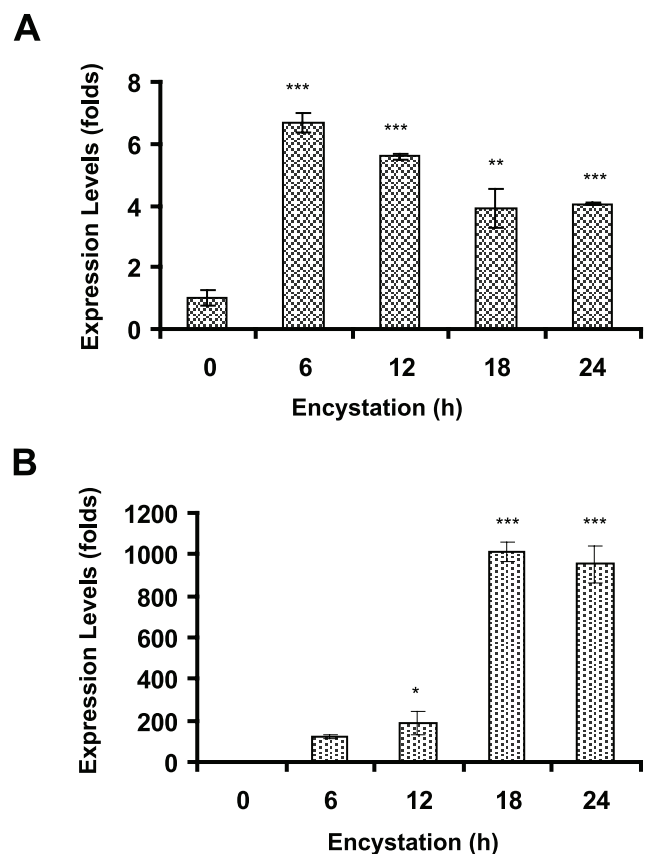 A
Expression Levels (folds)
8
6
4
2
0
***
***
**
***
0 6 12 18 24
Encystation (h)
B
Expression Levels (folds)
1200
1000
800
600
400
200
0
*
***
***
0 6 12 18 24
Encystation (h)